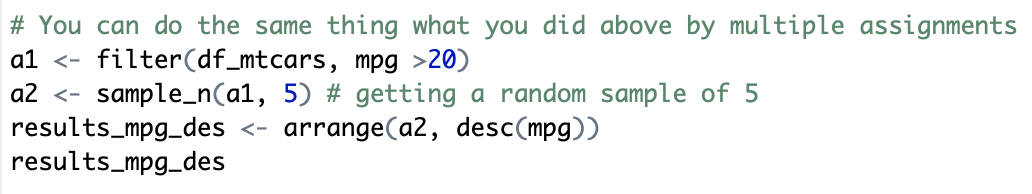 # You can do the same thing what you did above by multiple assignments
a1 <- filter(df_mtcars, mpg >20)
a2 <- sample_n(a1, 5) # getting a random sample of 5
results_mpg_des <- arrange(a2, desc(mpg))
results_mpg_des